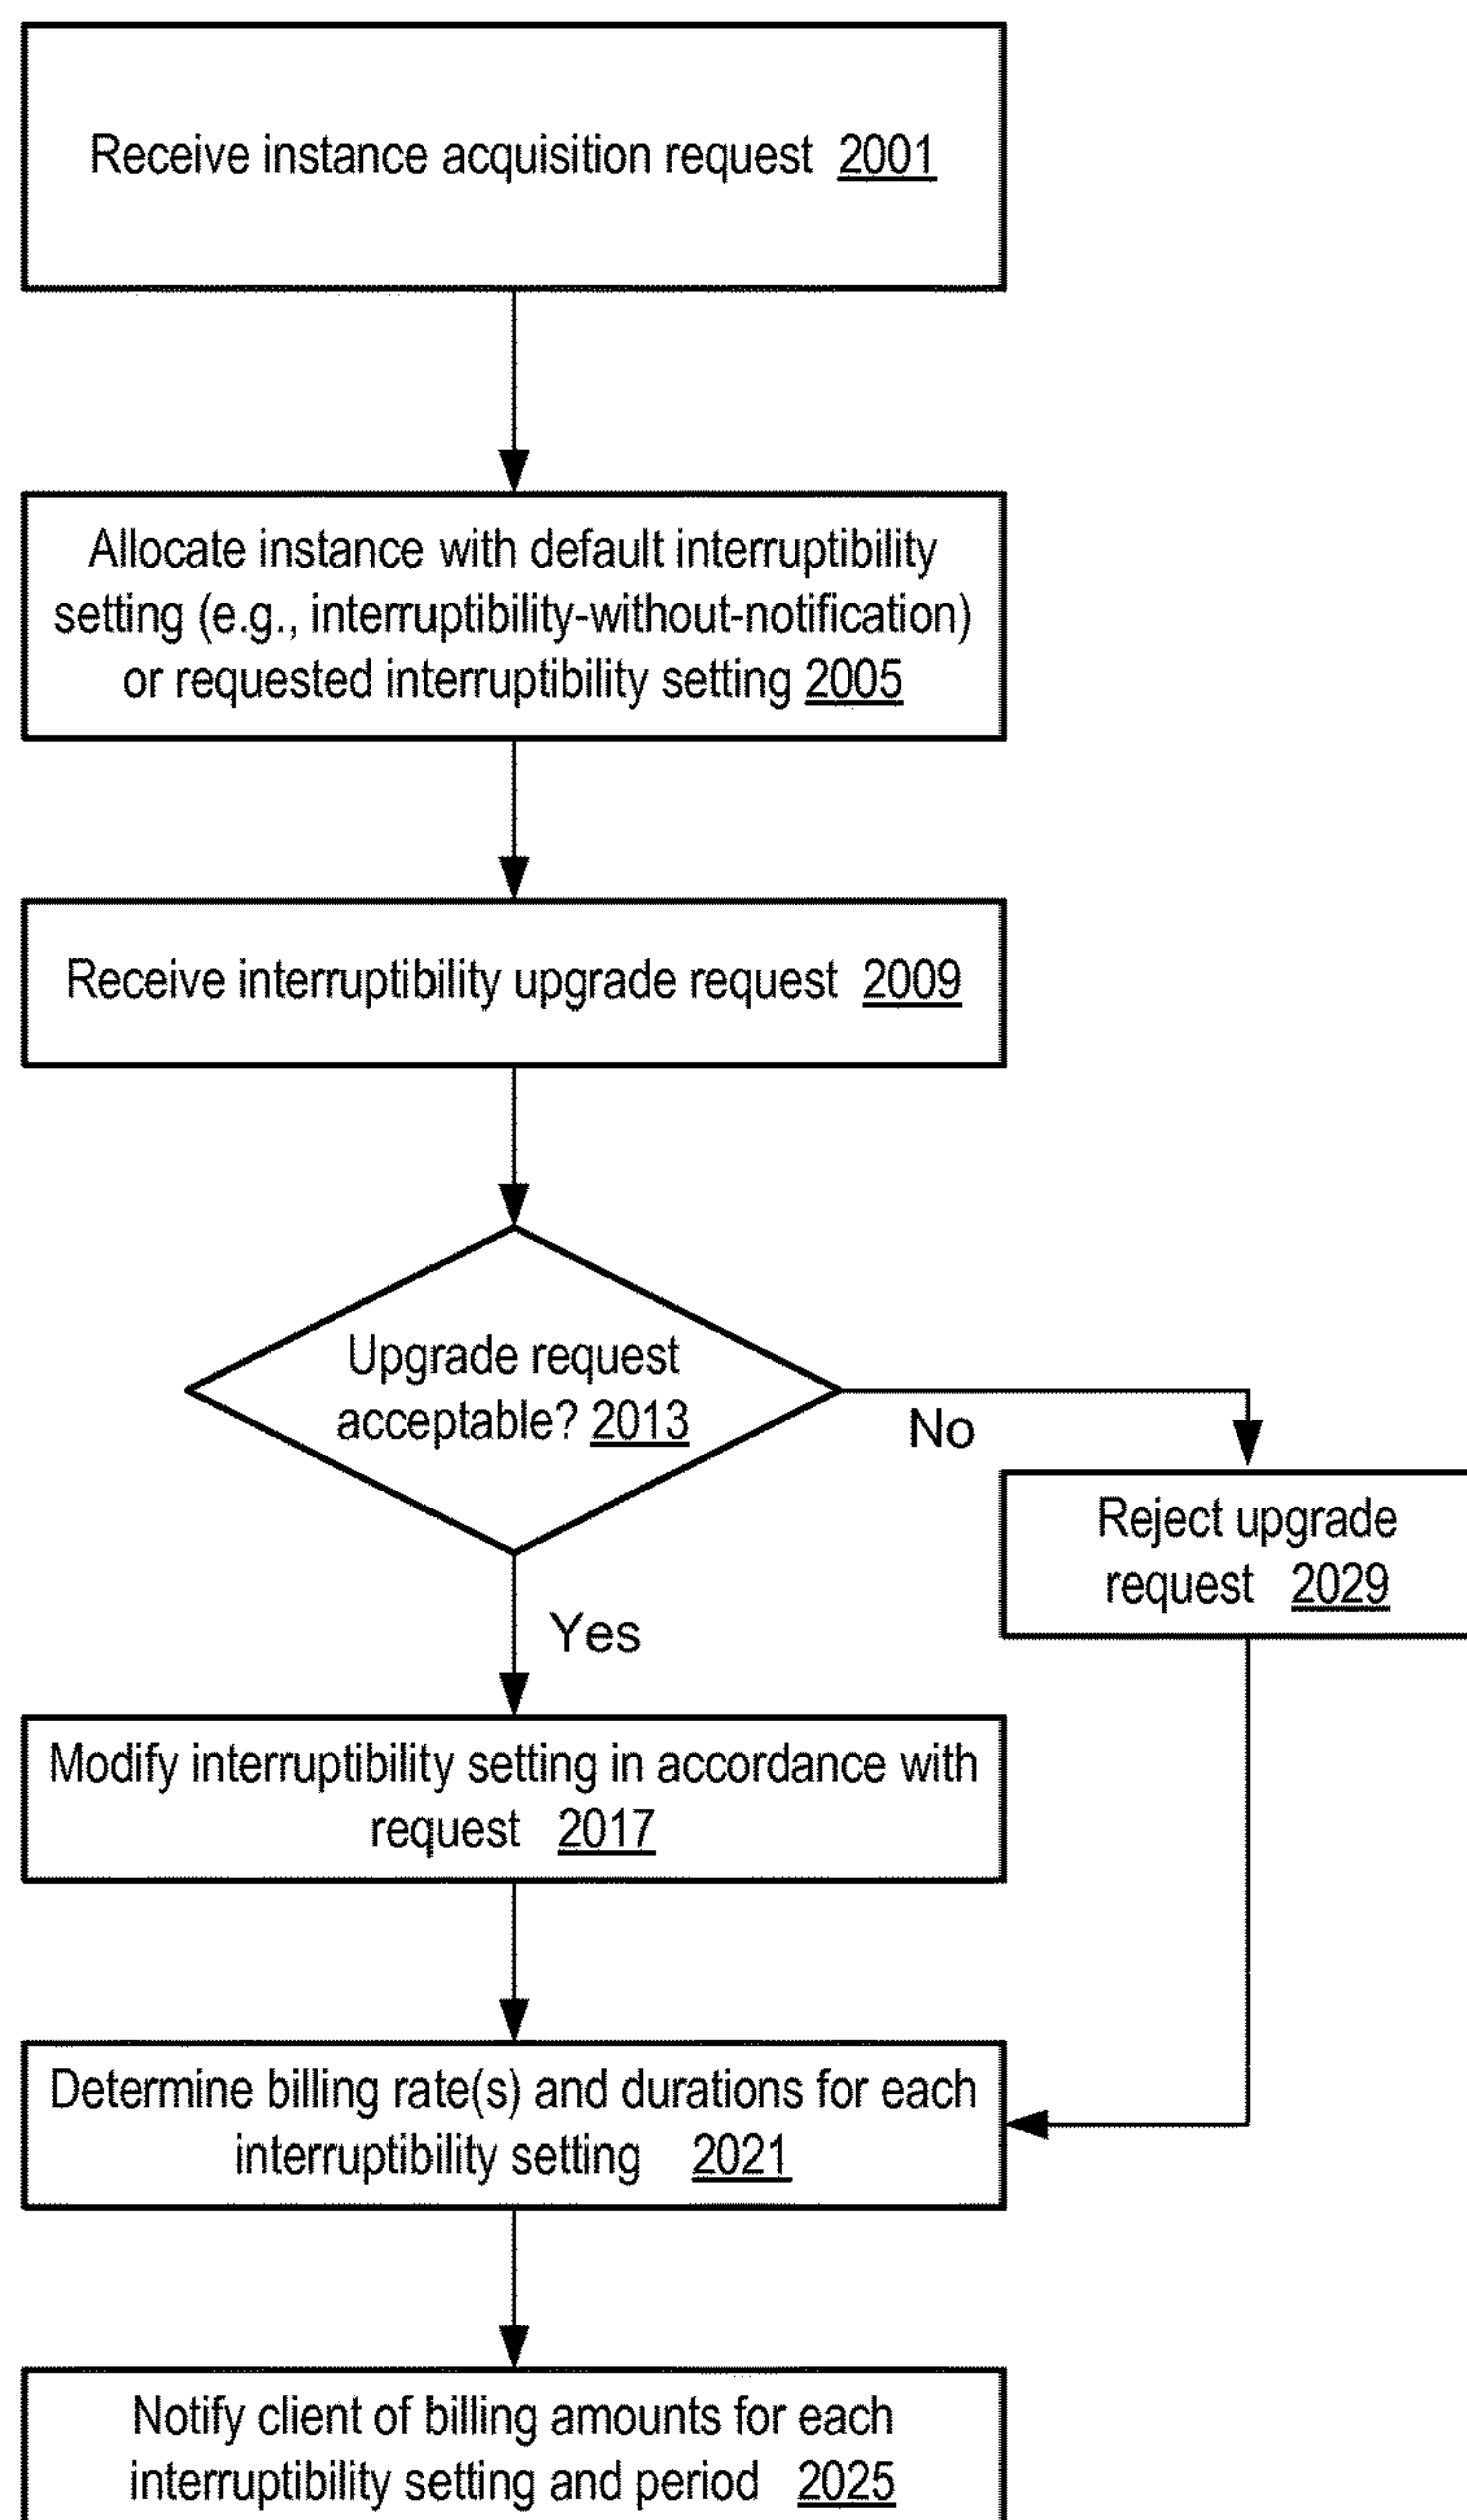 Receive instance acquisition request 2001
Allocate instance with default interruptibility
setting (e.g., interruptibility-without-notification)
or requested interruptibility setting 2005
Receive interruptibility upgrade request 2009
Upgrade request
acceptable? 2013
No
Reject upgrade
request 2029
Yes
Modify interruptibility setting in accordance with
request 2017
Determine billing rate(s) and durations for each
interruptibility setting 2021
Notify client of billing amounts for each
interruptibility setting and period 2025